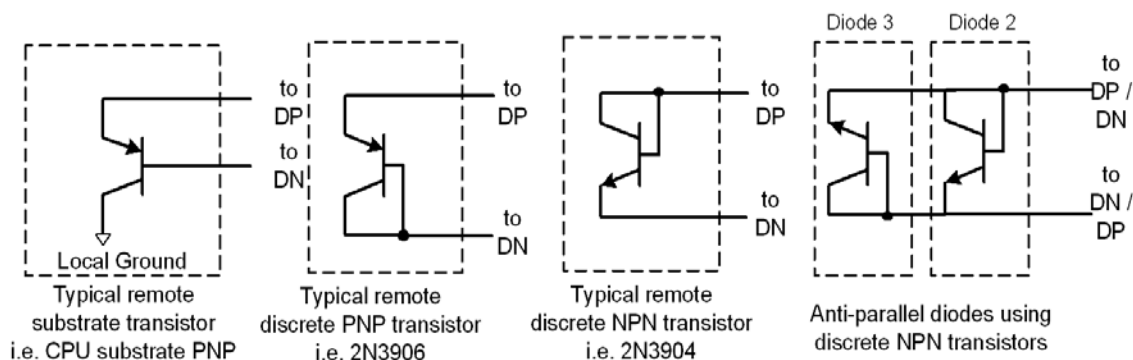 Diode 3
Diode 2
to
DP
to
DN
to
DP
to
DN
to
DP
to
DN
to
DP /
DN
to
DN /
DP
Local Ground
Typical remote
substrate transistor
i.e. CPU substrate PNP
Typical remote
discrete PNP transistor
i.e. 2N3906
Typical remote
discrete NPN transistor
i.e. 2N3904
Anti-parallel diodes using
discrete NPN transistors